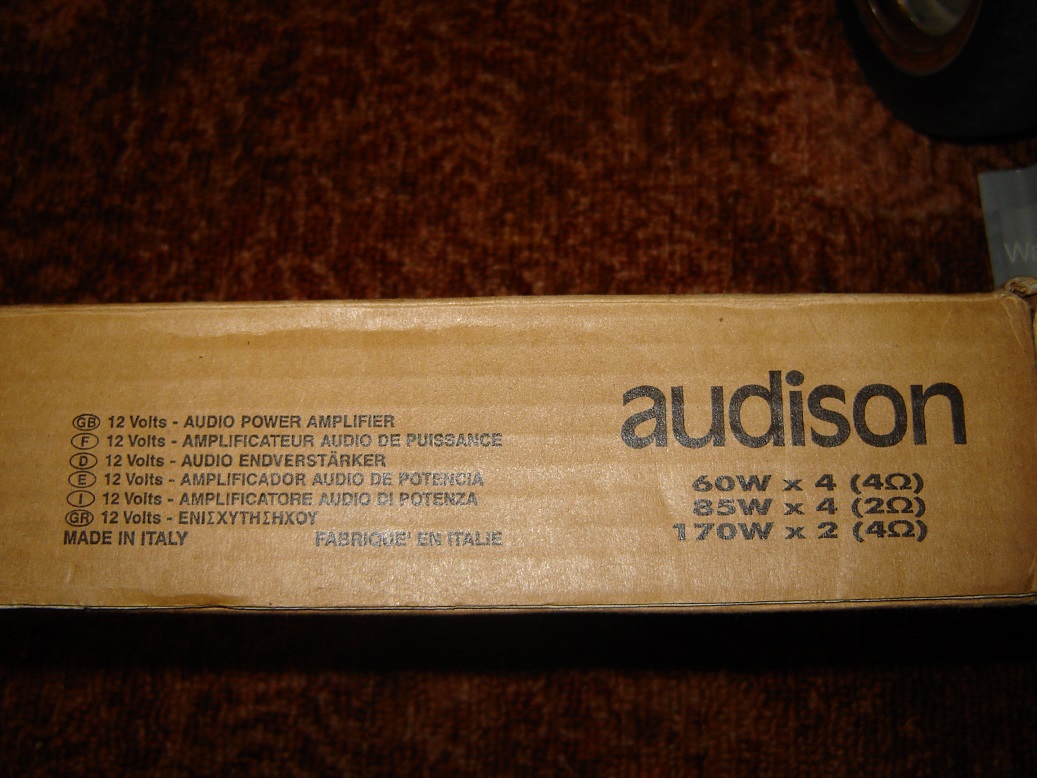 GB 12 Volts - AUDIO POWER AMPLIFIER
F 12 Volts - AMPLIFICATEUR AUDIO DE PUISSANCE
D 12 Volts - AUDIO ENDVERSTÄRKER
E 12 Volts - AMPLIFICADOR AUDIO DE POTENCIA
I 12 Volts - AMPLIFICATORE AUDIO DI POTENZA
GR 12 Volts - ΕΝΙΣΧΥΤΗΣΗΧΟΥ
MADE IN ITALY FABRIQUE' EN ITALIE
audison
60W x 4 (4Ω)
85W x 4 (2Ω)
170W x 2 (4Ω)